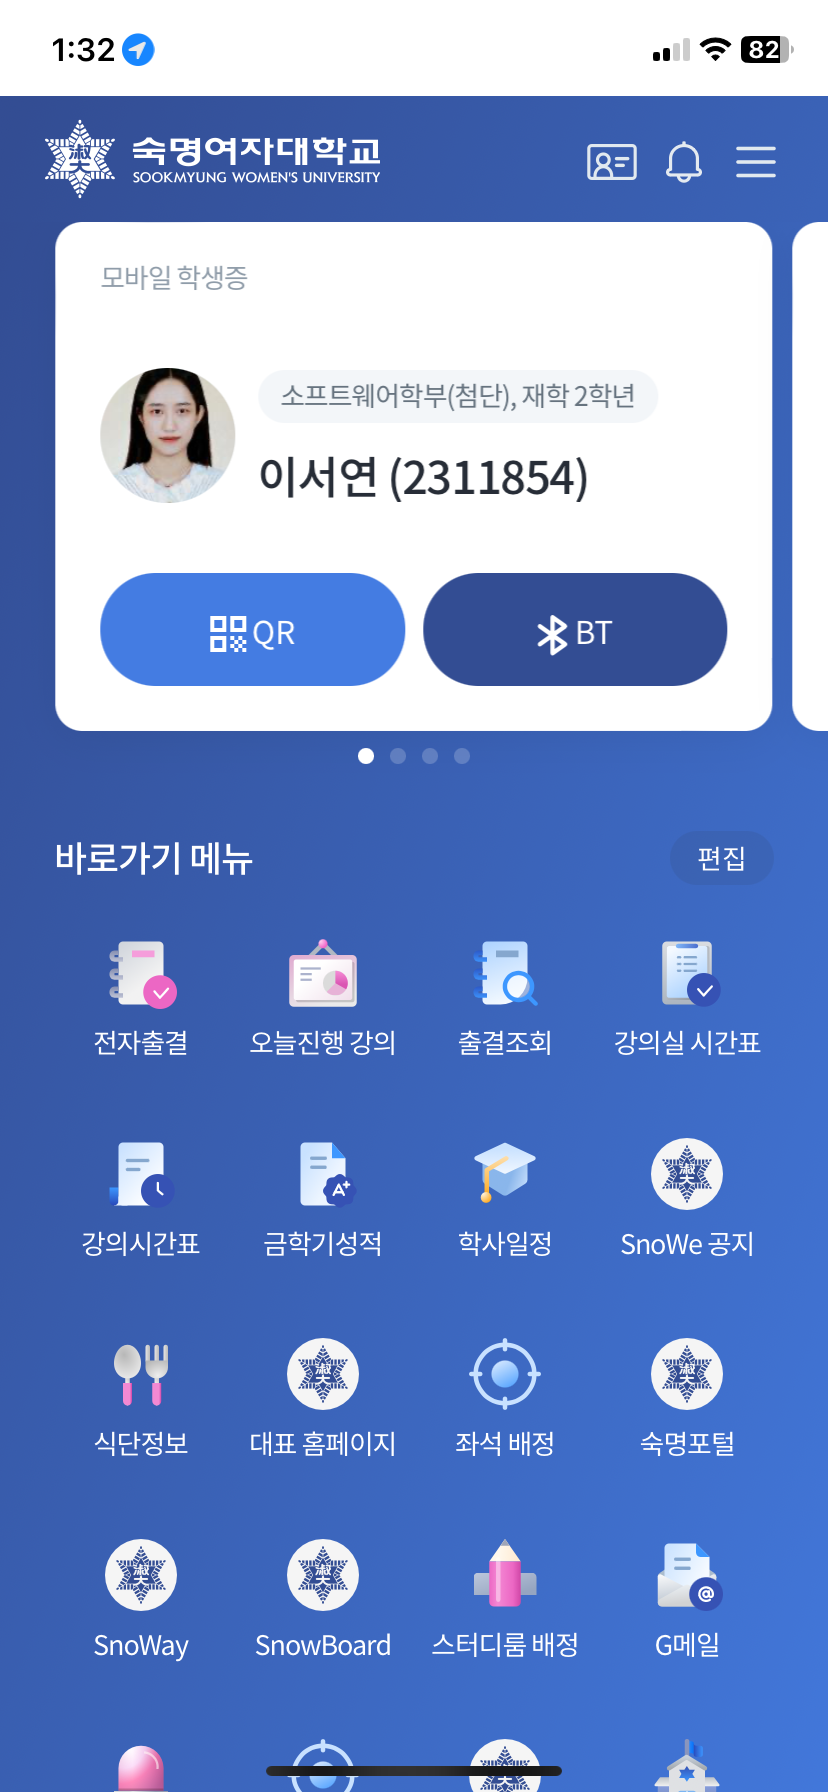 1:32
82
숙명여자대학교
SOOKMYUNG WOMEN'S UNIVERSITY
모바일 학생증
소프트웨어학부(첨단), 재학 2학년
이서연 (2311854)
QR
BT
바로가기 메뉴
편집
전자출결
오늘진행 강의
출결조회
강의실 시간표
A+
강의시간표
금학기성적
학사일정
SnoWe 공지
식단정보
대표 홈페이지
좌석 배정
숙명포털
@
SnoWay
SnowBoard
스터디룸 배정
G메일